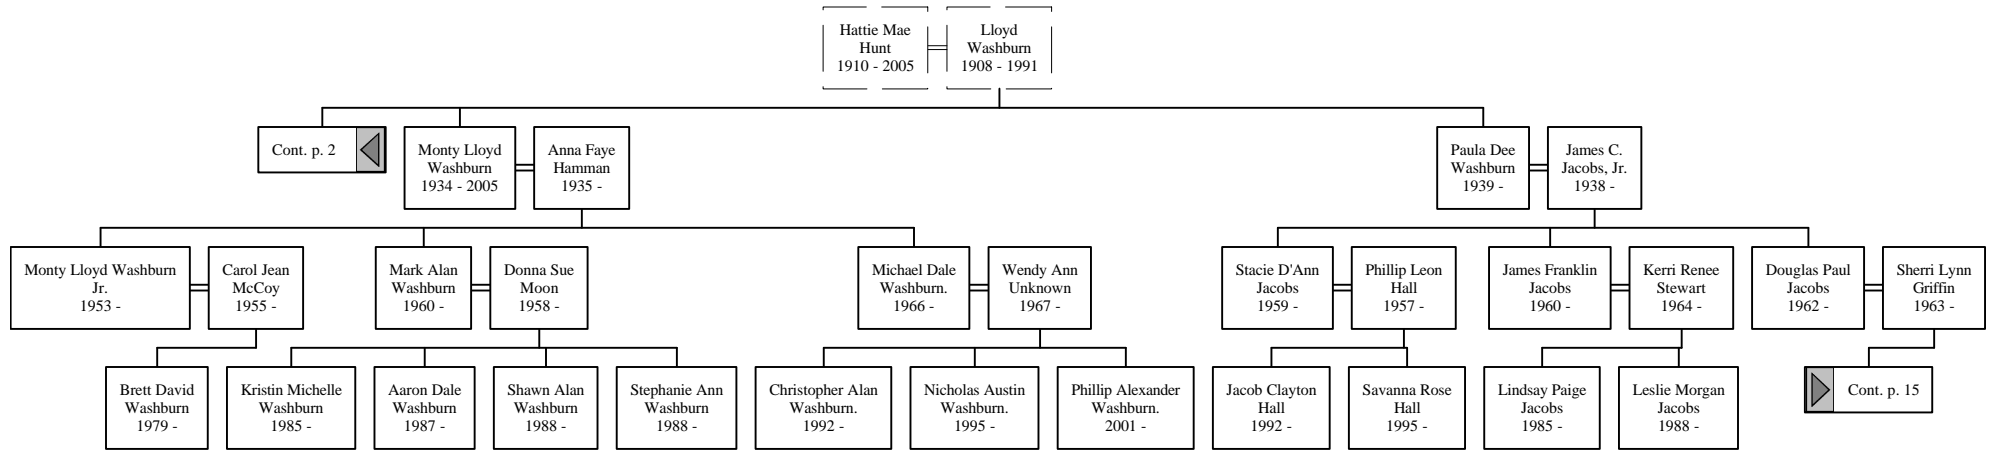 Hattie Mae
Hunt
1910 - 2005
Lloyd
Washburn
1908 - 1991
Cont. p. 2
Monty Lloyd
Washburn
1934 - 2005
Anna Faye
Hamman
1935 -
Paula Dee
Washburn
1939 -
James C.
Jacobs, Jr.
1938 -
Monty Lloyd Washburn
Jr.
1953 -
Carol Jean
McCoy
1955 -
Mark Alan
Washburn
1960 -
Donna Sue
Moon
1958 -
Michael Dale
Washburn.
1966 -
Wendy Ann
Unknown
1967 -
Stacie D'Ann
Jacobs
1959 -
Phillip Leon
Hall
1957 -
James Franklin
Jacobs
1960 -
Kerri Renee
Stewart
1964 -
Douglas Paul
Jacobs
1962 -
Sherri Lynn
Griffin
1963 -
Brett David
Washburn
1979 -
Kristin Michelle
Washburn
1985 -
Aaron Dale
Washburn
1987 -
Shawn Alan
Washburn
1988 -
Stephanie Ann
Washburn
1988 -
Christopher Alan
Washburn.
1992 -
Nicholas Austin
Washburn.
1995 -
Phillip Alexander
Washburn.
2001 -
Jacob Clayton
Hall
1992 -
Savanna Rose
Hall
1995 -
Lindsay Paige
Jacobs
1985 -
Leslie Morgan
Jacobs
1988 -
Cont. p. 15